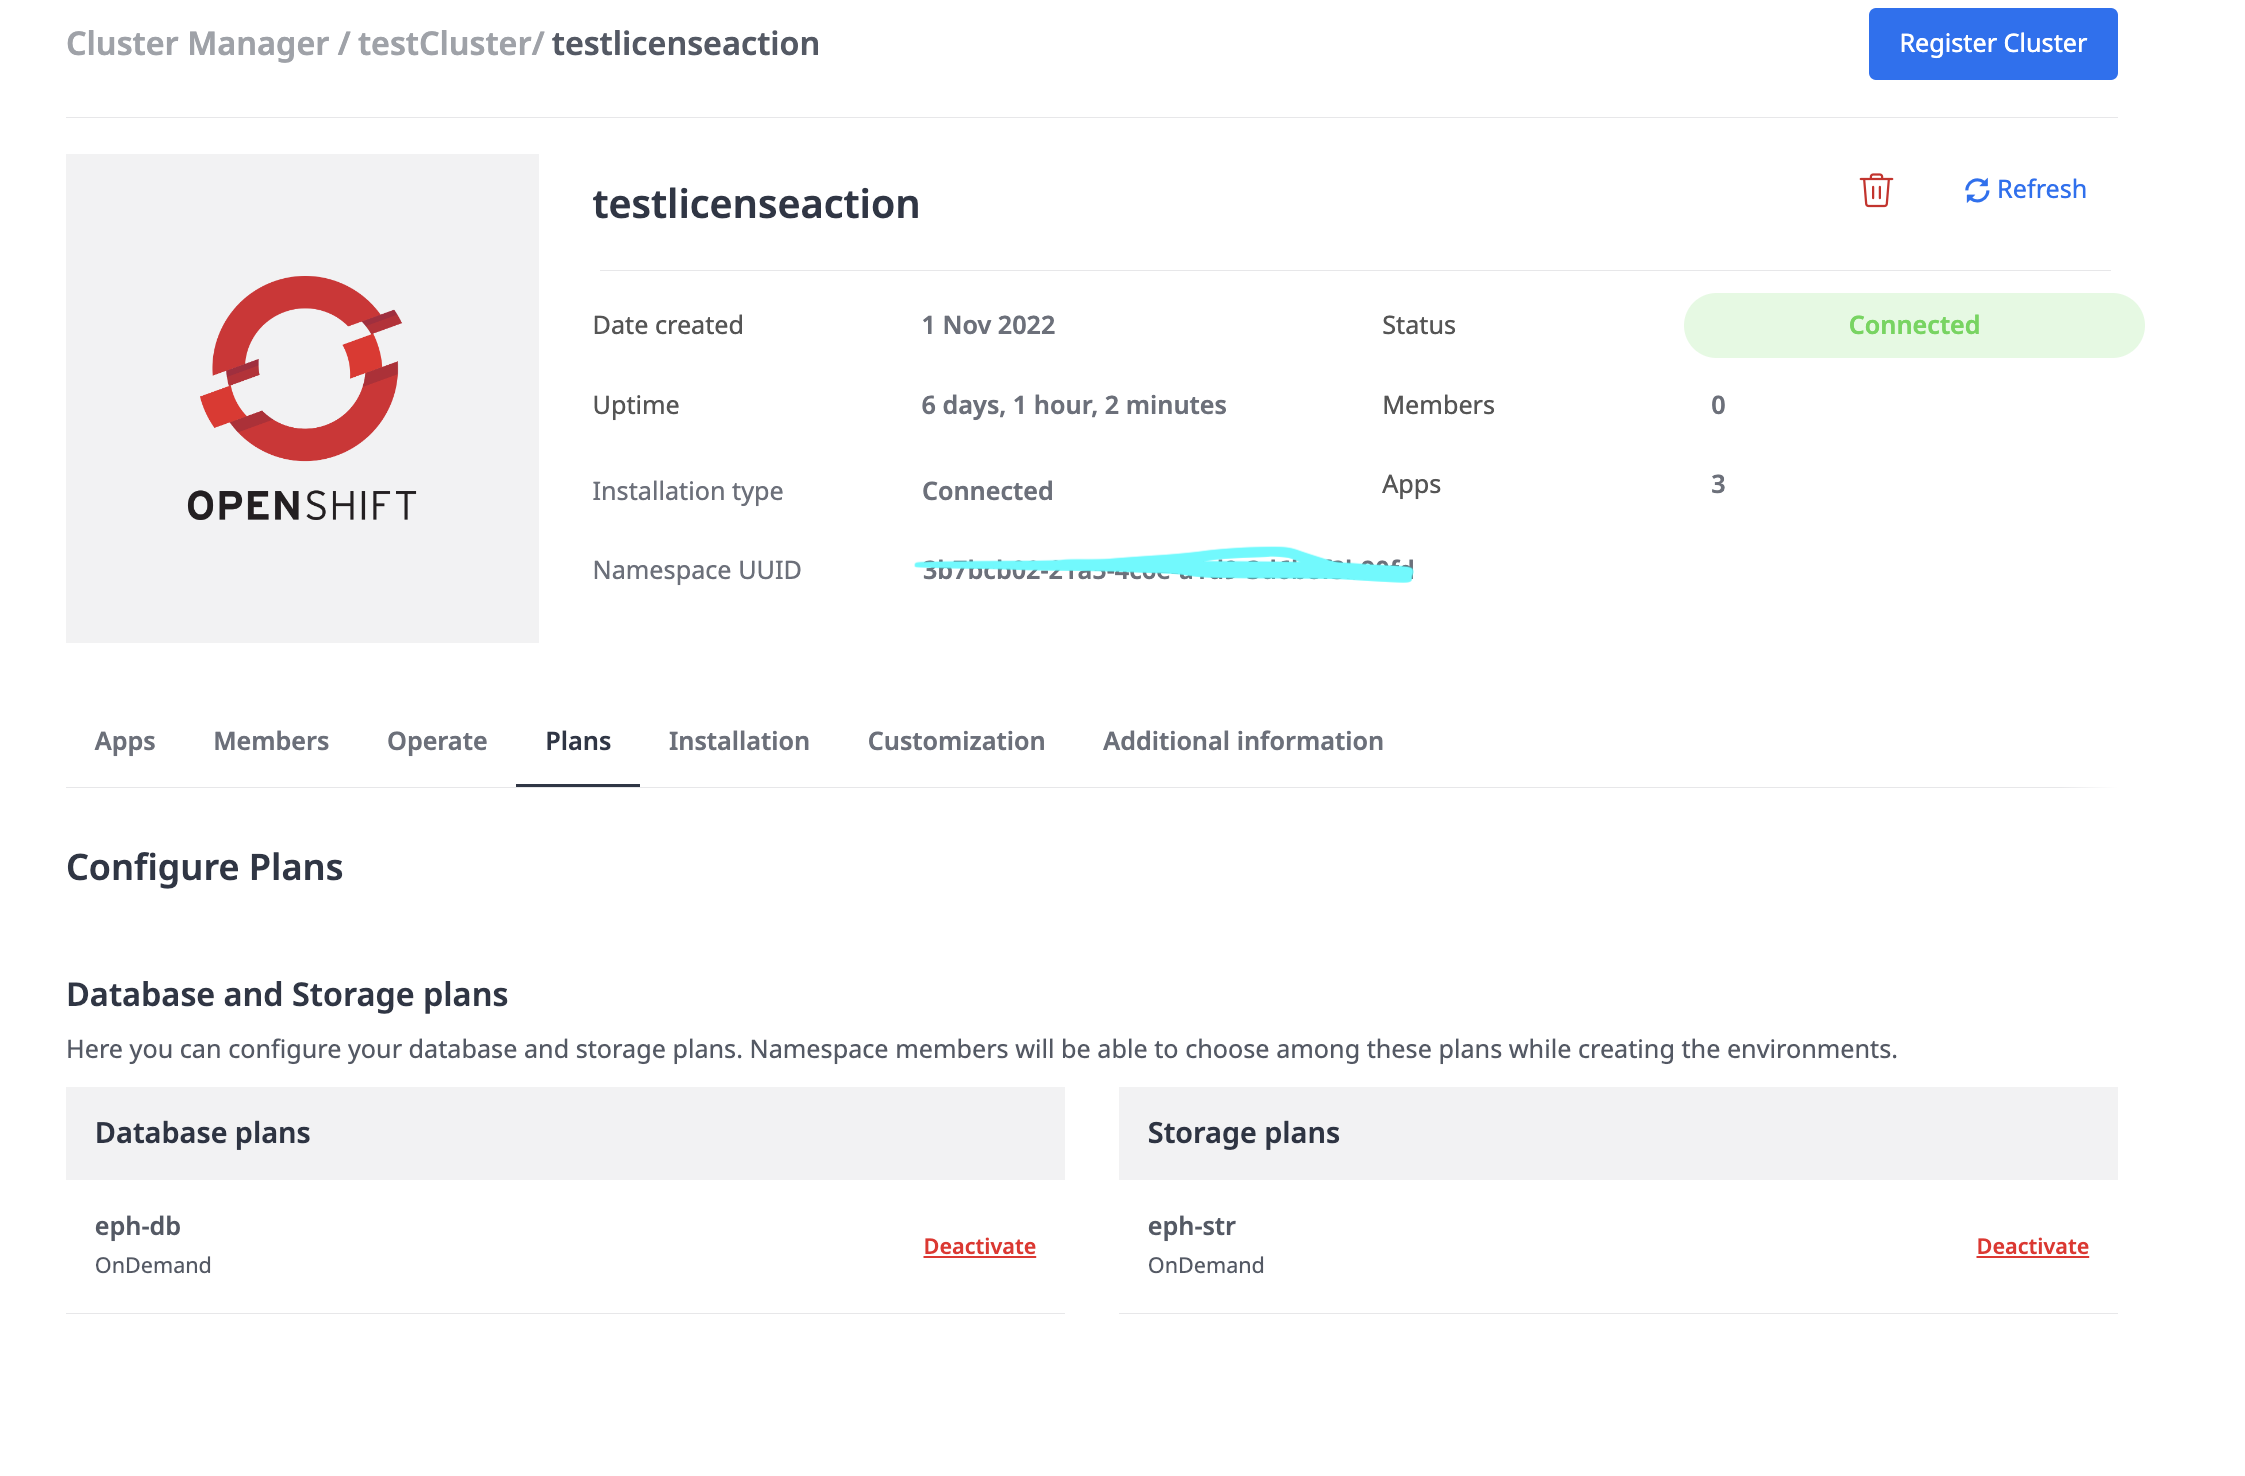 Cluster Manager / testCluster/ testlicenseaction
Register Cluster
testlicenseaction
Refresh
OPENSHIFT
Date created
1 Nov 2022
Status
Connected
Uptime
6 days, 1 hour, 2 minutes
Members
0
Installation type
Connected
Apps
3
Namespace UUID
Apps
Members
Operate
Plans
Installation
Customization
Additional information
Configure Plans
Database and Storage plans
Here you can configure your database and storage plans. Namespace members will be able to choose among these plans while creating the environments.
Database plans
eph-db
OnDemand
Deactivate
Storage plans
eph-str
OnDemand
Deactivate